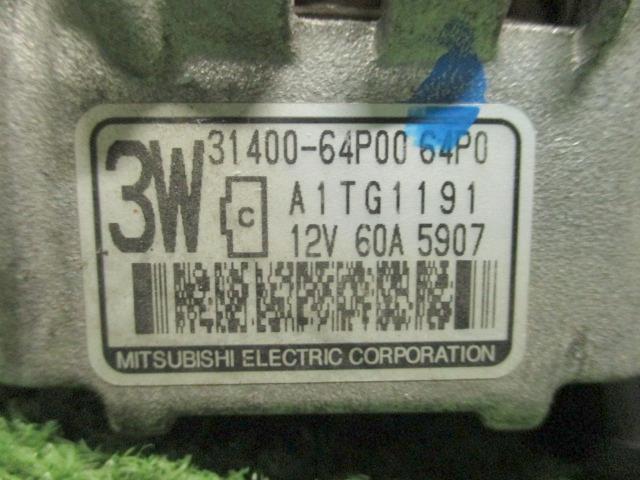 3W 31400-64P00 64P0
C A1TG1191
12V 60A 5907
MITSUBISHI ELECTRIC CORPORATION